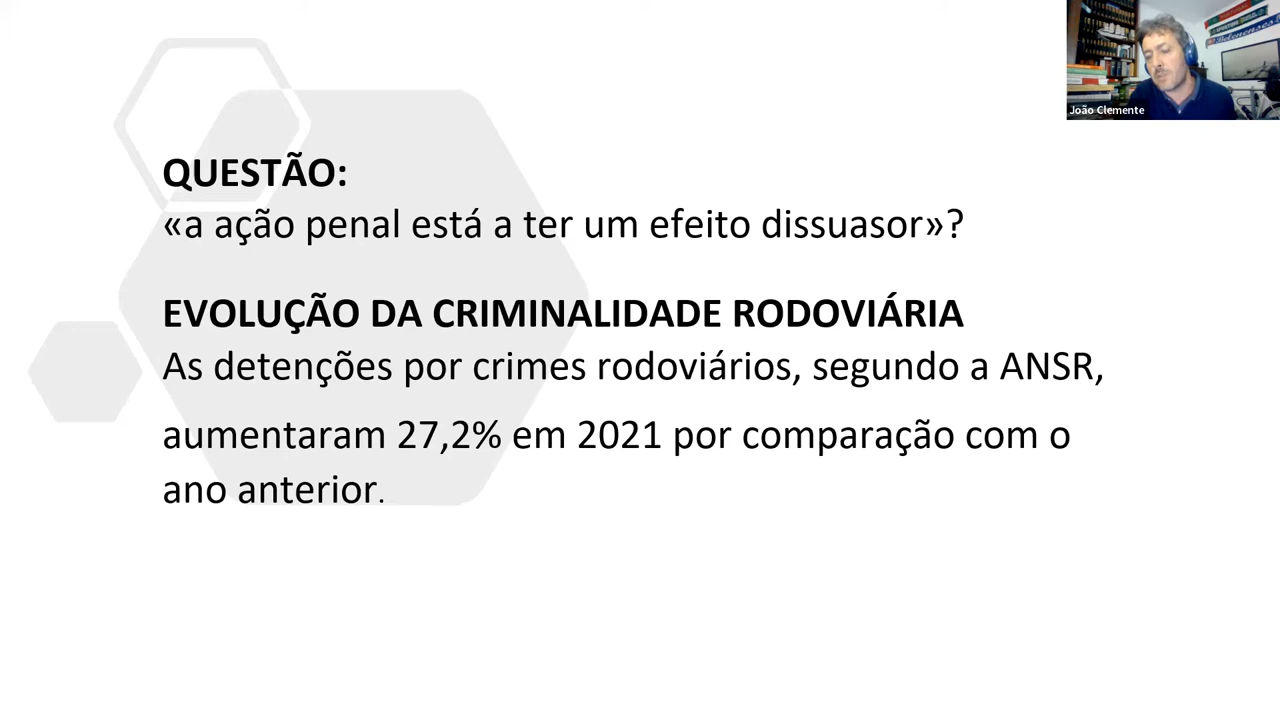 João Clemente
QUESTÃO:
«a ação penal está a ter um efeito dissuasor»?
EVOLUÇÃO DA CRIMINALIDADE RODOVIÁRIA
As detenções por crimes rodoviários, segundo a ANSR,
aumentaram 27,2% em 2021 por comparação com o
ano anterior.